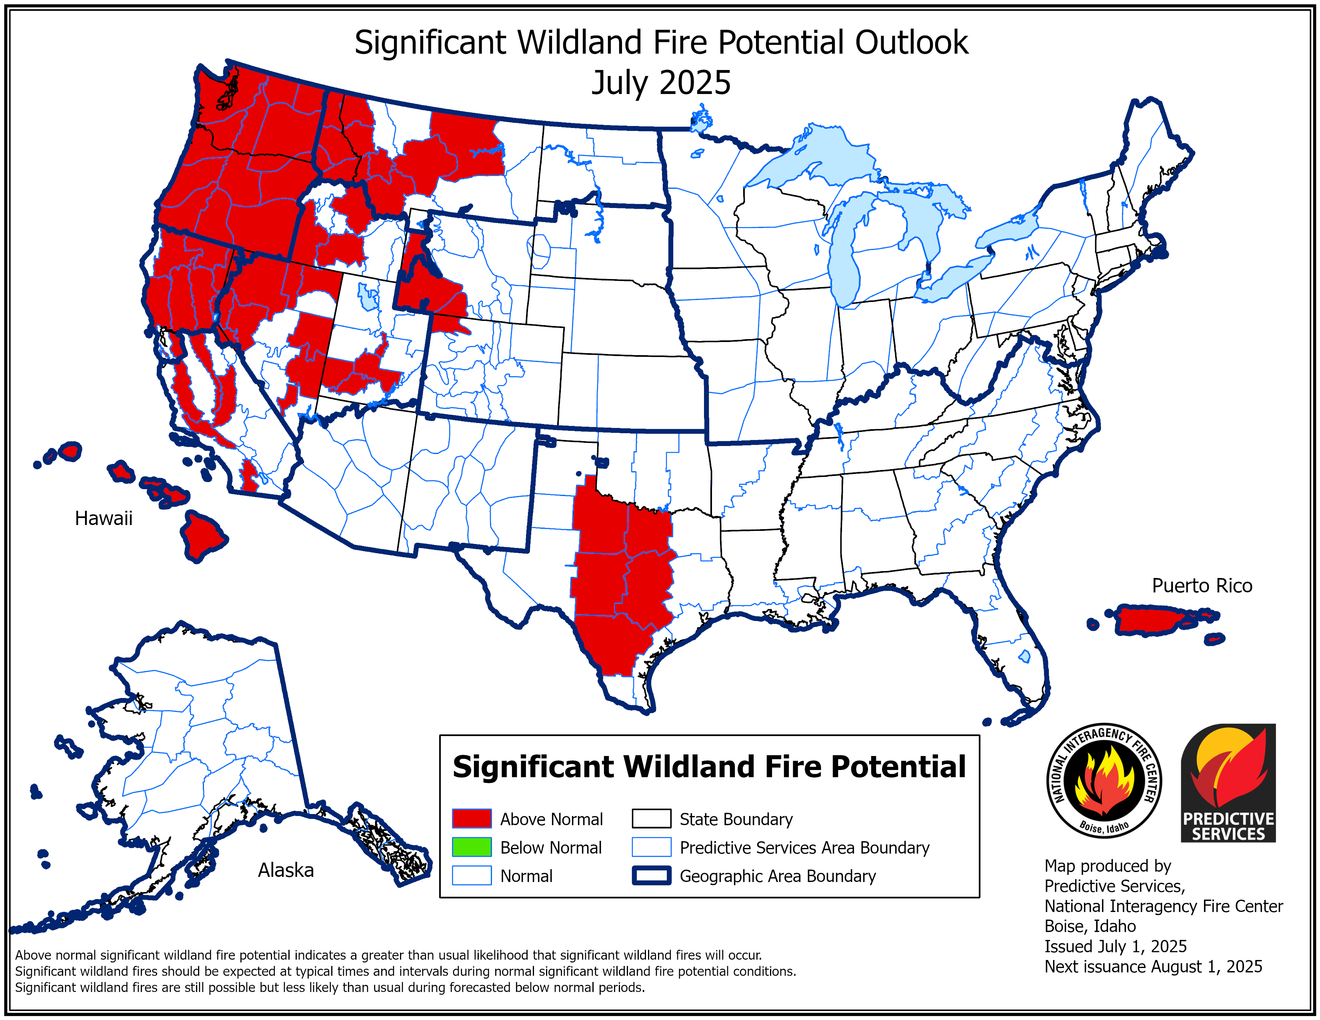 Significant Wildland Fire Potential Outlook
July 2025
Hawaii
Puerto Rico
Alaska
Significant Wildland Fire Potential
Above Normal
State Boundary
Below Normal
Predictive Services Area Boundary
Normal
Geographic Area Boundary
NATIONAL INTERAGENCY FIRE CENTER
Boise, Idaho
PREDICTIVE
SERVICES
Map produced by
Predictive Services,
National Interagency Fire Center
Boise, Idaho
Issued July 1, 2025
Next issuance August 1, 2025
Above normal significant wildland fire potential indicates a greater than usual likelihood that significant wildland fires will occur.
Significant wildland fires should be expected at typical times and intervals during normal significant wildland fire potential conditions.
Significant wildland fires are still possible but less likely than usual during forecasted below normal periods.